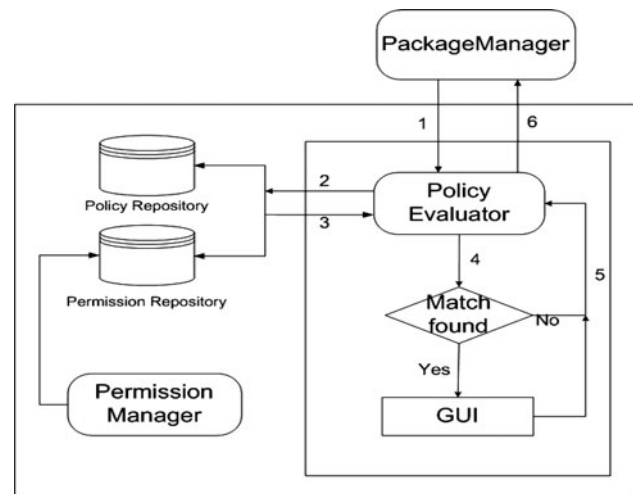 PackageManager
1
6
2
Policy
Evaluator
Policy Repository
3
4
5
Permission Repository
Match
found
No
Yes
Permission
Manager
GUI